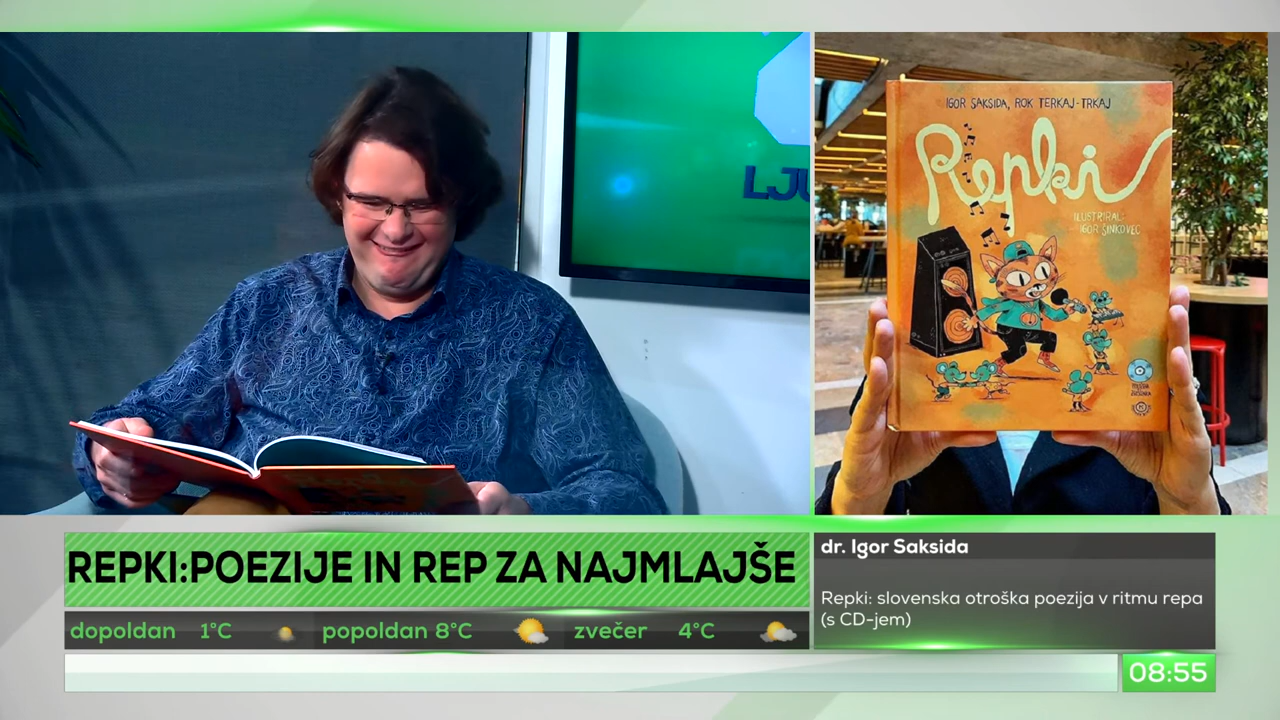 LJU
IGOR SAKSIDA, ROK TERKAJ-TRKAJ
Repki
ILUSTRIRAL:
IGOR ŠINKOVEC
Repki
REPKI:POEZIJE IN REP ZA NAJMLAJŠE
dopoldan 1°C popoldan 8°C zvečer 4°C
dr. Igor Saksida
Repki: slovenska otroška poezija v ritmu repa
(s CD-jem)
08:55